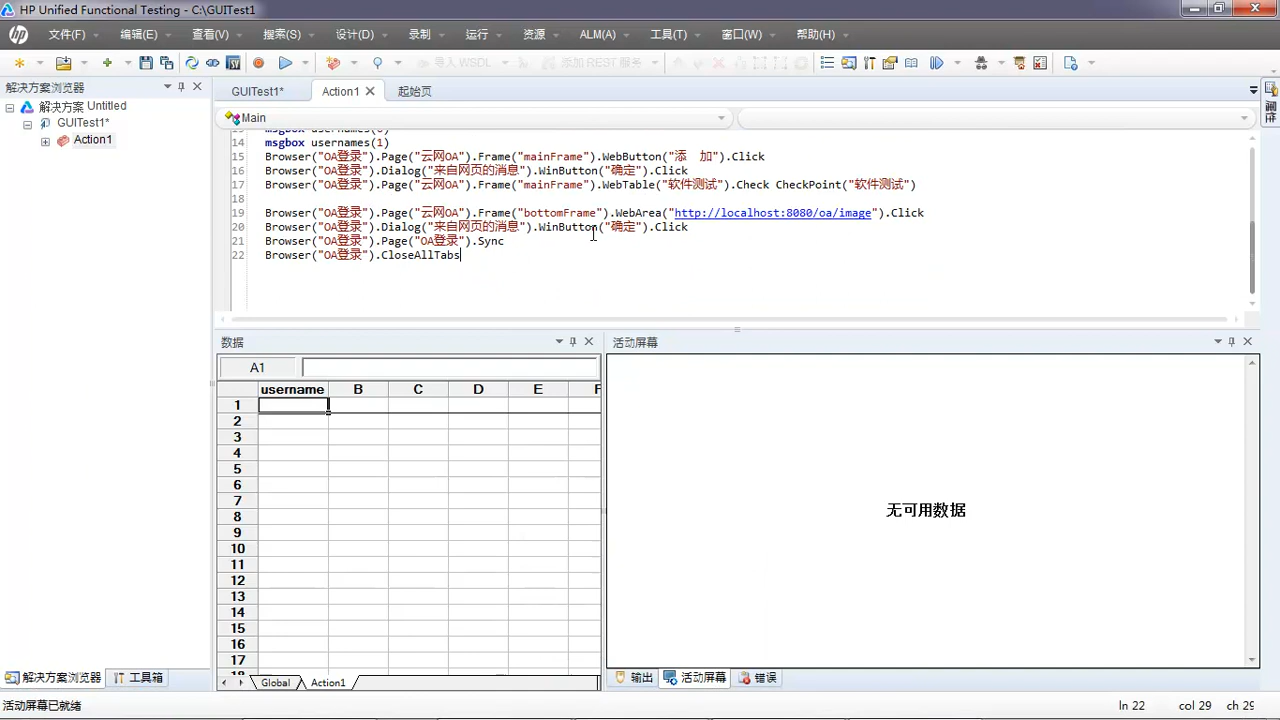 HP Unified Functional Testing - C:\GUITest1
文件(F) 编辑(E) 查看(V) 搜索(S) 设计(D) 录制 运行 资源 ALM(A) 工具(T) 窗口(W) 帮助(H)
导入 WSDL 添加 REST 服务
解决方案浏览器
解决方案 Untitled
GUITest1*
Action1
GUITest1* Action1 起始页
Main
13 msgbox usernames(0)
14 msgbox usernames(1)
15 Browser("OA登录").Page("云网OA").Frame("mainFrame").WebButton("添 加").Click
16 Browser("OA登录").Dialog("来自网页的消息").WinButton("确定").Click
17 Browser("OA登录").Page("云网OA").Frame("mainFrame").WebTable("软件测试").Check CheckPoint("软件测试")
18
19 Browser("OA登录").Page("云网OA").Frame("bottomFrame").WebArea("http://localhost:8080/oa/image").Click
20 Browser("OA登录").Dialog("来自网页的消息").WinButton("确定").Click
21 Browser("OA登录").Page("OA登录").Sync
22 Browser("OA登录").CloseAllTabs
属性
数据
A1
username B C D E F
1
2
3
4
5
6
7
8
9
10
11
12
13
14
15
16
17
18
Global Action1
活动屏幕
无可用数据
解决方案浏览器 工具箱
输出 活动屏幕 错误
活动屏幕已就绪 ln 22 col 29 ch 29